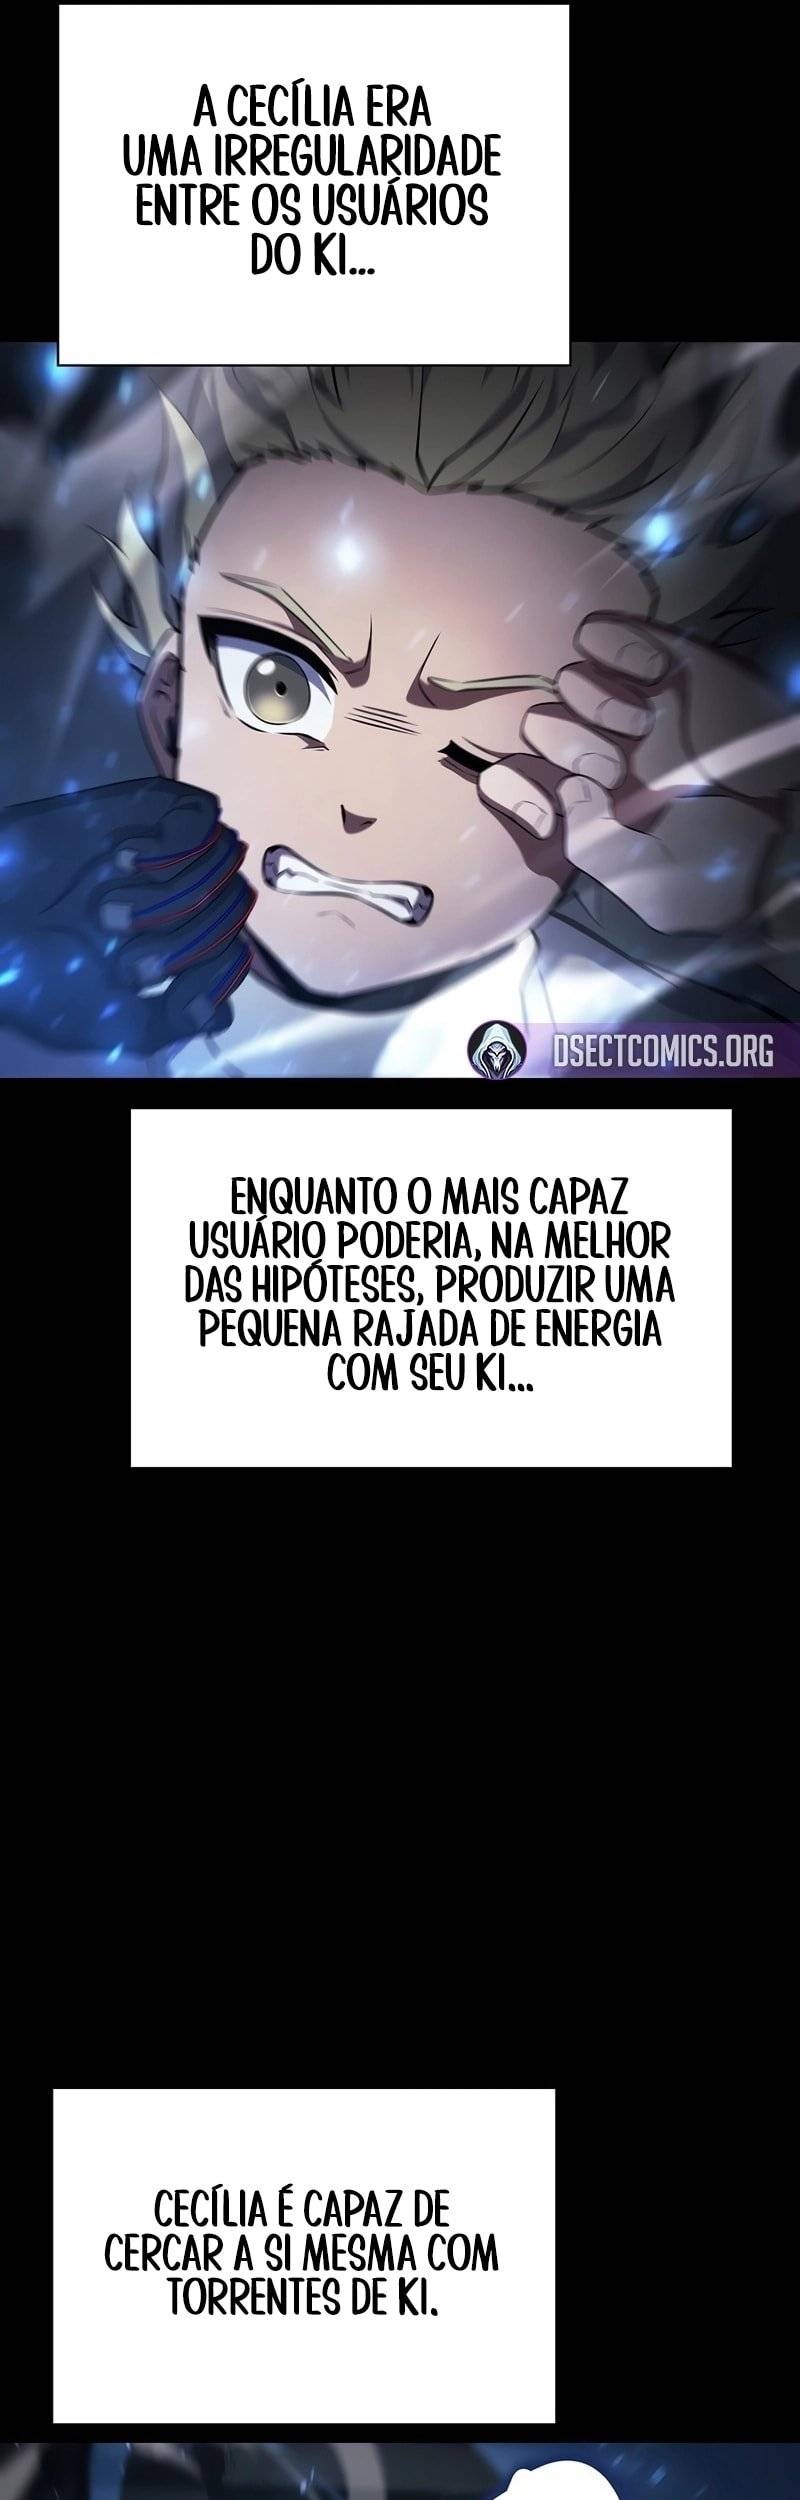 A CECÍLIA ERA
UMA IRREGULARIDADE
ENTRE OS USUÁRIOS
DO KI...
DSECTCOMICS.ORG
ENQUANTO O MAIS CAPAZ
USUÁRIO PODERIA, NA MELHOR
DAS HIPÓTESES, PRODUZIR UMA
PEQUENA RAJADA DE ENERGIA
COM SEU KI...
CECÍLIA É CAPAZ DE
CERCAR A SI MESMA COM
TORRENTES DE KI.